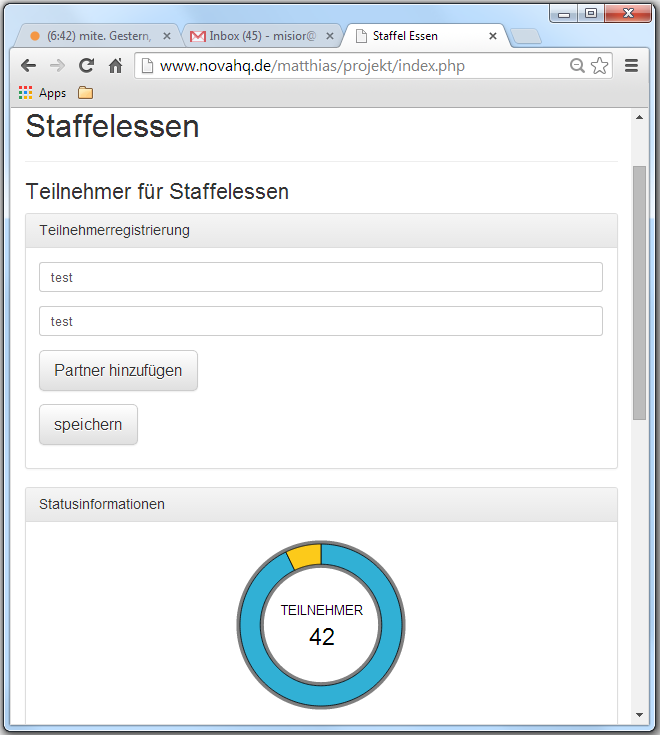 (6:42) mite. Gestern,
Inbox (45) - misior@
Staffel Essen
www.novahq.de/matthias/projekt/index.php
Apps
Staffelessen
Teilnehmer für Staffelessen
Teilnehmerregistrierung
test
test
Partner hinzufügen
speichern
Statusinformationen
TEILNEHMER
42